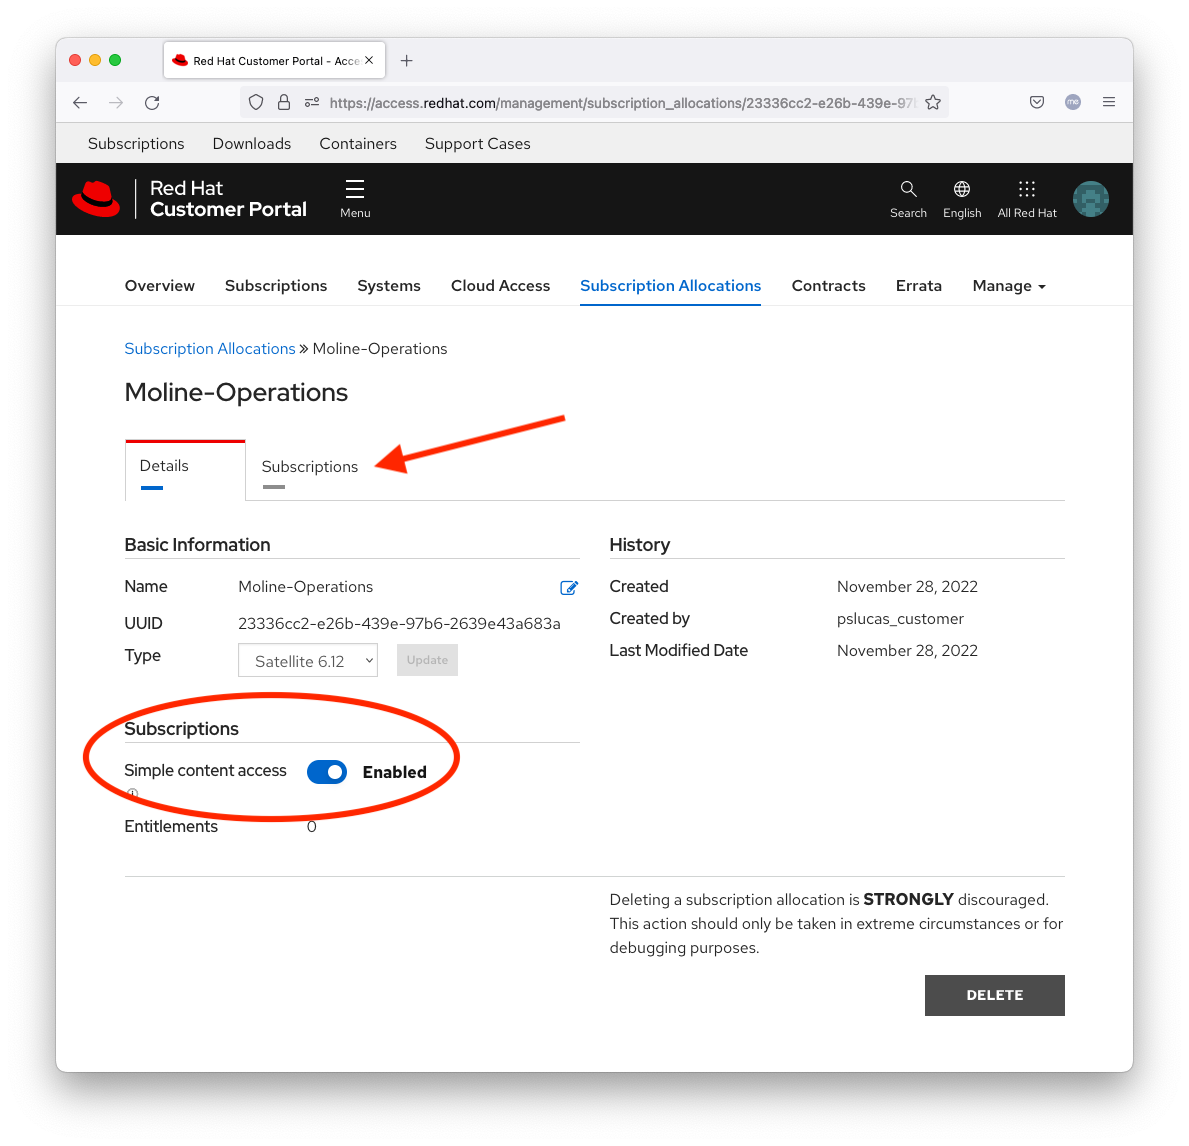 Red Hat Customer Portal - Acce
https://access.redhat.com/management/subscription_allocations/23336cc2-e26b-439e-97b
me
Subscriptions Downloads Containers Support Cases
Red Hat
Customer Portal
Menu
Search English All Red Hat
Overview Subscriptions Systems Cloud Access Subscription Allocations Contracts Errata Manage
Subscription Allocations » Moline-Operations
Moline-Operations
Details Subscriptions
Basic Information
Name Moline-Operations
UUID 23336cc2-e26b-439e-97b6-2639e43a683a
Type Satellite 6.12 Update
History
Created November 28, 2022
Created by pslucas_customer
Last Modified Date November 28, 2022
Subscriptions
Simple content access Enabled
Entitlements 0
Deleting a subscription allocation is STRONGLY discouraged.
This action should only be taken in extreme circumstances or for
debugging purposes.
DELETE